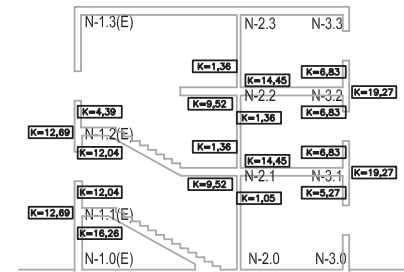 N-1.3(E) N-2.3 N-3.3
K=1,36 K=6,83
K=14,45
K=9,52 N-2.2 N-3.2 K=19,27
K=4,39 K=1,36 K=6,83
K=12,69 N-1.2(E)
K=12,04 K=1,36 K=6,83
K=14,45
K=9,52 N-2.1 N-3.1 K=19,27
K=12,04 K=1,05 K=5,27
K=12,69 N-1.1(E)
K=16,26
N-1.0(E) N-2.0 N-3.0